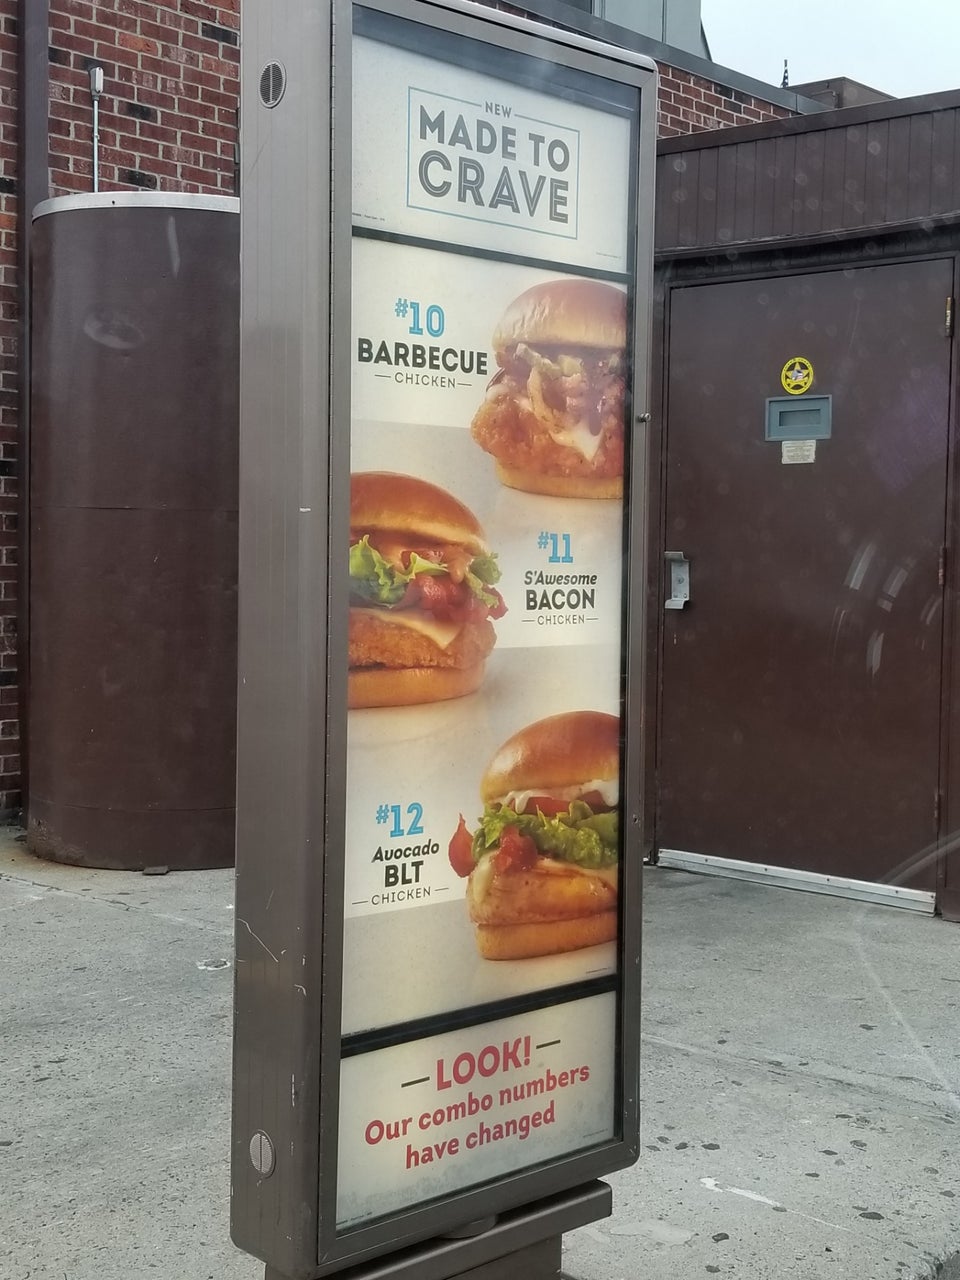 NEW
MADE TO
CRAVE
#10
BARBECUE
CHICKEN
#11
S'Awesome
BACON
CHICKEN
#12
Avocado
BLT
CHICKEN
LOOK!
Our combo numbers
have changed